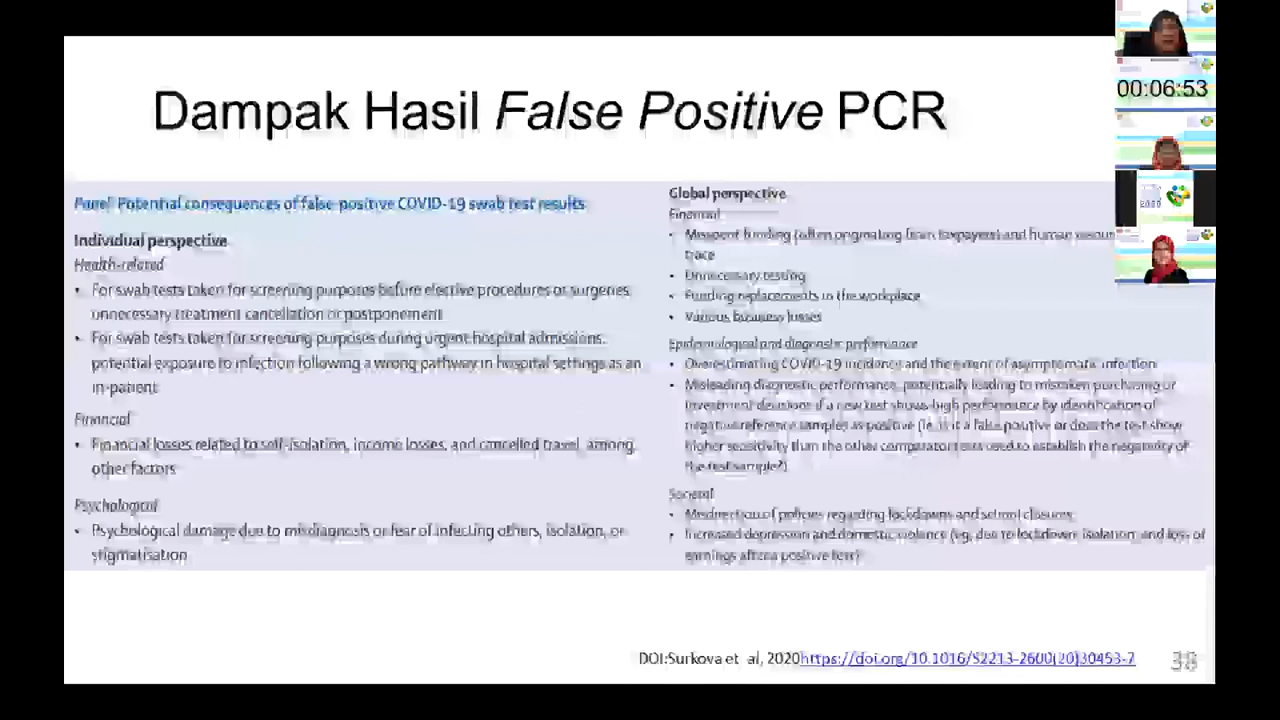 Dampak Hasil False Positive PCR
00:06:53
Panel: Potential consequences of false-positive COVID-19 swab test results
Individual perspective
Health-related
• For swab tests taken for screening purposes before elective procedures or surgeries:
unnecessary treatment cancellation or postponement
• For swab tests taken for screening purposes during urgent hospital admissions:
potential exposure to infection following a wrong pathway in hospital settings as an
in-patient
Financial
• Financial losses related to self-isolation, income losses, and cancelled travel, among
other factors
Psychological
• Psychological damage due to misdiagnosis or fear of infecting others, isolation, or
stigmatisation
Global perspective
Financial
• Misspent funding (often originating from taxpayers) and human
trace
• Unnecessary testing
• Funding replacements in the workplace
• Various business losses
Epidemiological and diagnostic performance
• Overestimating COVID-19 incidence and the extent of asymptomatic infection
• Misleading diagnostic performance, potentially leading to mistaken purchasing or
investment decisions if a new test shows high performance by identification of
negative reference samples as positive (ie, is it a false positive or does the test show
higher sensitivity than the other comparator tests used to establish the negativity of
the test sample?)
Societal
• Misdirection of policies regarding lockdowns and school closures
• Increased depression and domestic violence (eg, due to lockdown, isolation, and loss of
earnings after a positive test)
DOI:Surkova et al, 2020https://doi.org/10.1016/S2213-2600(20)30453-7
38